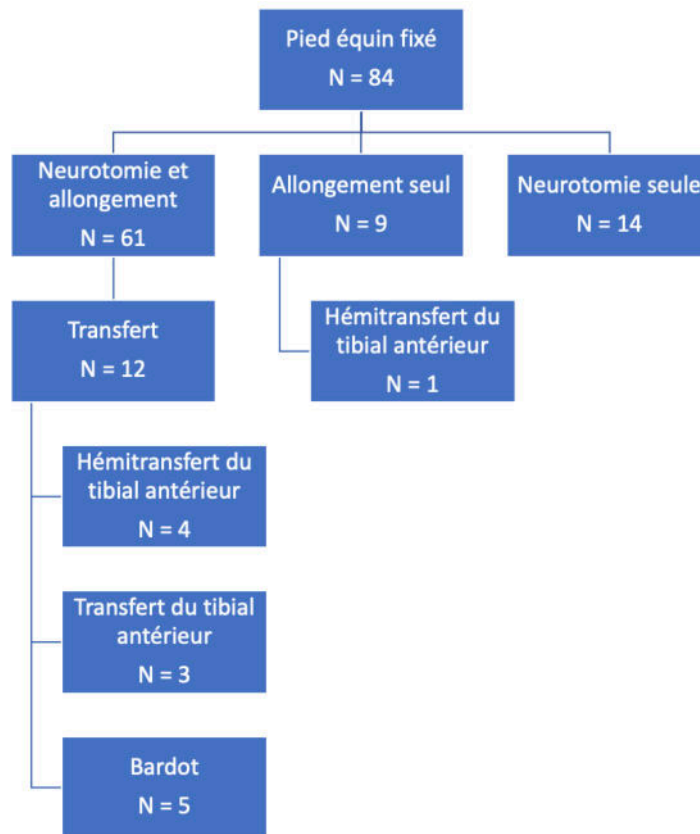 Pied équin fixé
N = 84
Neurotomie et
allongement
N = 61
Allongement seul
N = 9
Neurotomie seule
N = 14
Transfert
N = 12
Hémitransfert du
tibial antérieur
N = 1
Hémitransfert du
tibial antérieur
N = 4
Transfert du tibial
antérieur
N = 3
Bardot
N = 5